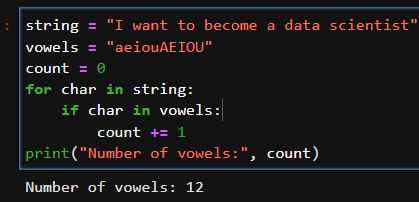 :
string = "I want to become a data scientist"
vowels = "aeiouAEIOU"
count = 0
for char in string:
    if char in vowels:
        count += 1
print("Number of vowels:", count)
Number of vowels: 12